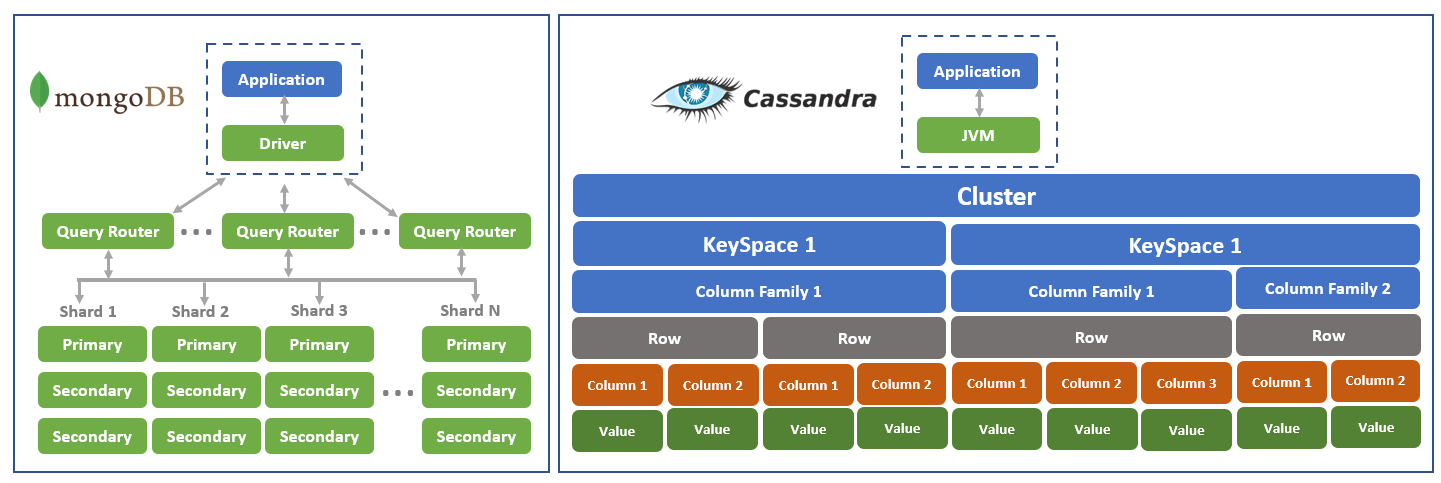 mongoDB
Application
Driver
Query Router ... Query Router ... Query Router
Shard 1 Shard 2 Shard 3 Shard N
Primary Primary Primary Primary
Secondary Secondary Secondary ... Secondary
Secondary Secondary Secondary Secondary
Cassandra
Application
JVM
Cluster
KeySpace 1 KeySpace 1
Column Family 1 Column Family 1 Column Family 2
Row Row Row Row
Column 1 Column 2 Column 1 Column 2 Column 1 Column 2 Column 3 Column 1 Column 2
Value Value Value Value Value Value Value Value Value